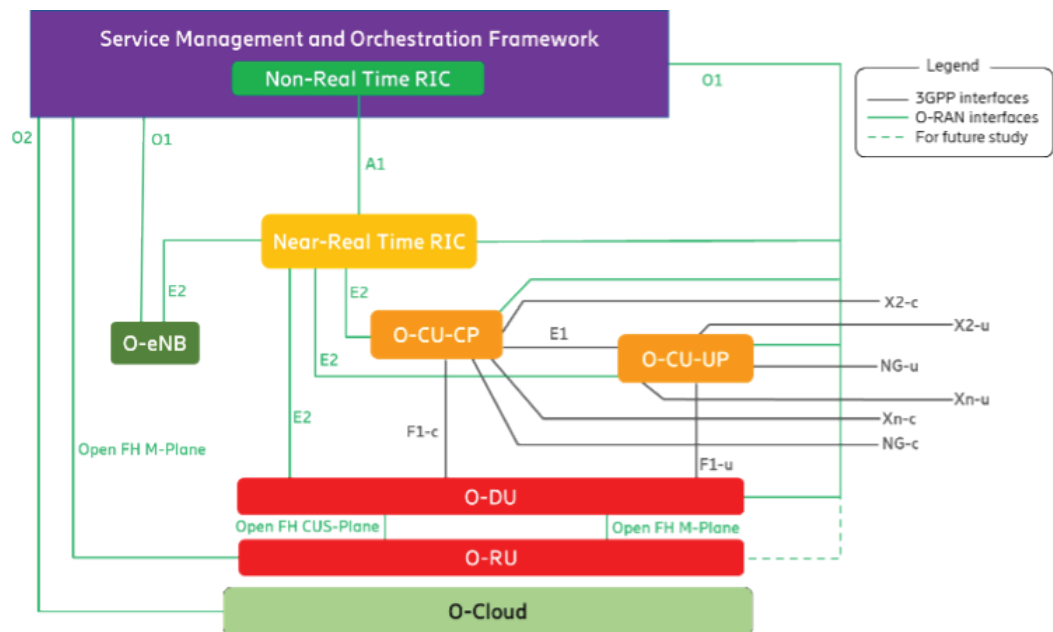 Service Management and Orchestration Framework
Non-Real Time RIC
Legend
3GPP interfaces
O-RAN interfaces
For future study
O1
O2
O1
A1
Near-Real Time RIC
E2
E2
X2-c
O-CU-CP
E1
X2-u
O-eNB
O-CU-UP
E2
NG-u
Xn-u
E2
Xn-c
F1-c
NG-c
Open FH M-Plane
F1-u
O-DU
Open FH CUS-Plane
Open FH M-Plane
O-RU
O-Cloud